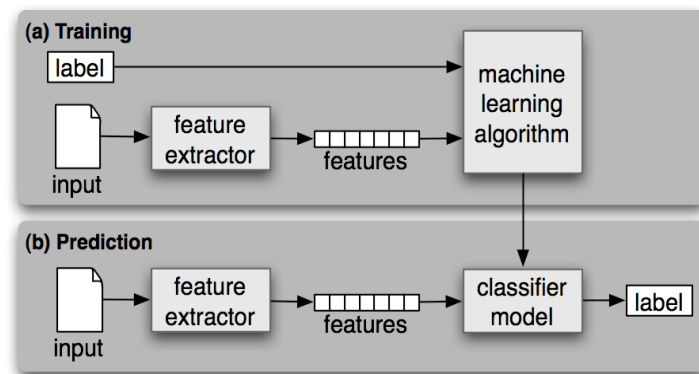 (a) Training
label
machine
learning
algorithm
feature
extractor
features
input
(b) Prediction
feature
extractor
features
classifier
model
label
input